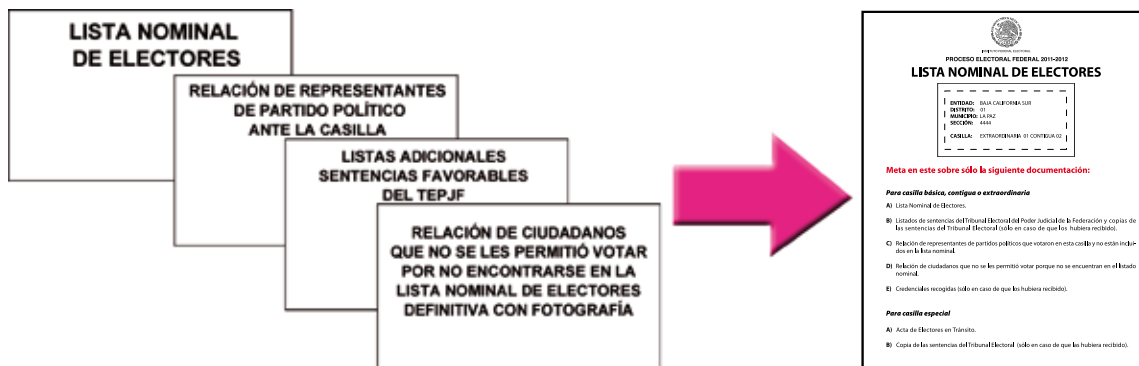 LISTA NOMINAL
DE ELECTORES
RELACIÓN DE REPRESENTANTES
DE PARTIDO POLÍTICO
ANTE LA CASILLA
LISTAS ADICIONALES
SENTENCIAS FAVORABLES
DEL TEPJF
RELACIÓN DE CIUDADANOS
QUE NO SE LES PERMITIÓ VOTAR
POR NO ENCONTRARSE EN LA
LISTA NOMINAL DE ELECTORES
DEFINITIVA CON FOTOGRAFÍA
INSTITUTO FEDERAL ELECTORAL
PROCESO ELECTORAL FEDERAL 2011-2012
LISTA NOMINAL DE ELECTORES
ENTIDAD: BAJA CALIFORNIA SUR
DISTRITO: 01
MUNICIPIO: LA PAZ
SECCIÓN: 4444
CASILLA: EXTRAORDINARIA 01 CONTIGUA 02
Meta en este sobre sólo la siguiente documentación:
Para casilla básica, contigua o extraordinaria
A) Lista Nominal de Electores.
B) Listados de sentencias del Tribunal Electoral del Poder Judicial de la Federación y copias de
las sentencias del Tribunal Electoral (sólo en caso de que los hubiera recibido).
C) Relación de representantes de partidos políticos que votaron en esta casilla y no están inclui-
dos en la lista nominal.
D) Relación de ciudadanos que no se les permitió votar porque no se encuentran en el listado
nominal.
E) Credenciales recogidas (sólo en caso de que los hubiera recibido).
Para casilla especial
A) Acta de Electores en Tránsito.
B) Copia de las sentencias del Tribunal Electoral (sólo en caso de que las hubiera recibido).